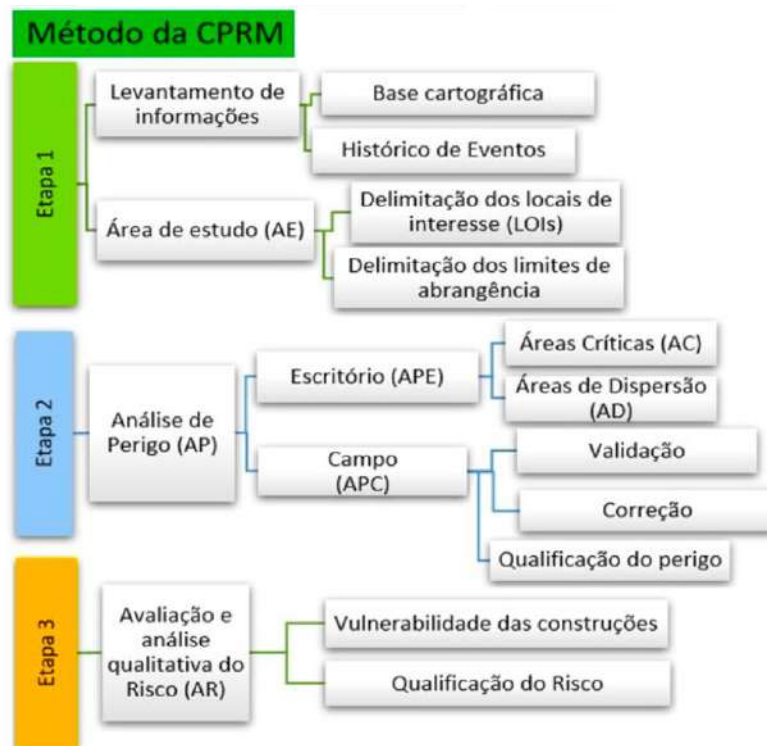 Método da CPRM
Etapa 1
Levantamento de
informações
Base cartográfica
Histórico de Eventos
Área de estudo (AE)
Delimitação dos locais de
interesse (LOIs)
Delimitação dos limites de
abrangência
Etapa 2
Análise de
Perigo (AP)
Escritório (APE)
Áreas Críticas (AC)
Áreas de Dispersão
(AD)
Campo
(APC)
Validação
Correção
Qualificação do perigo
Etapa 3
Avaliação e
análise
qualitativa do
Risco (AR)
Vulnerabilidade das construções
Qualificação do Risco